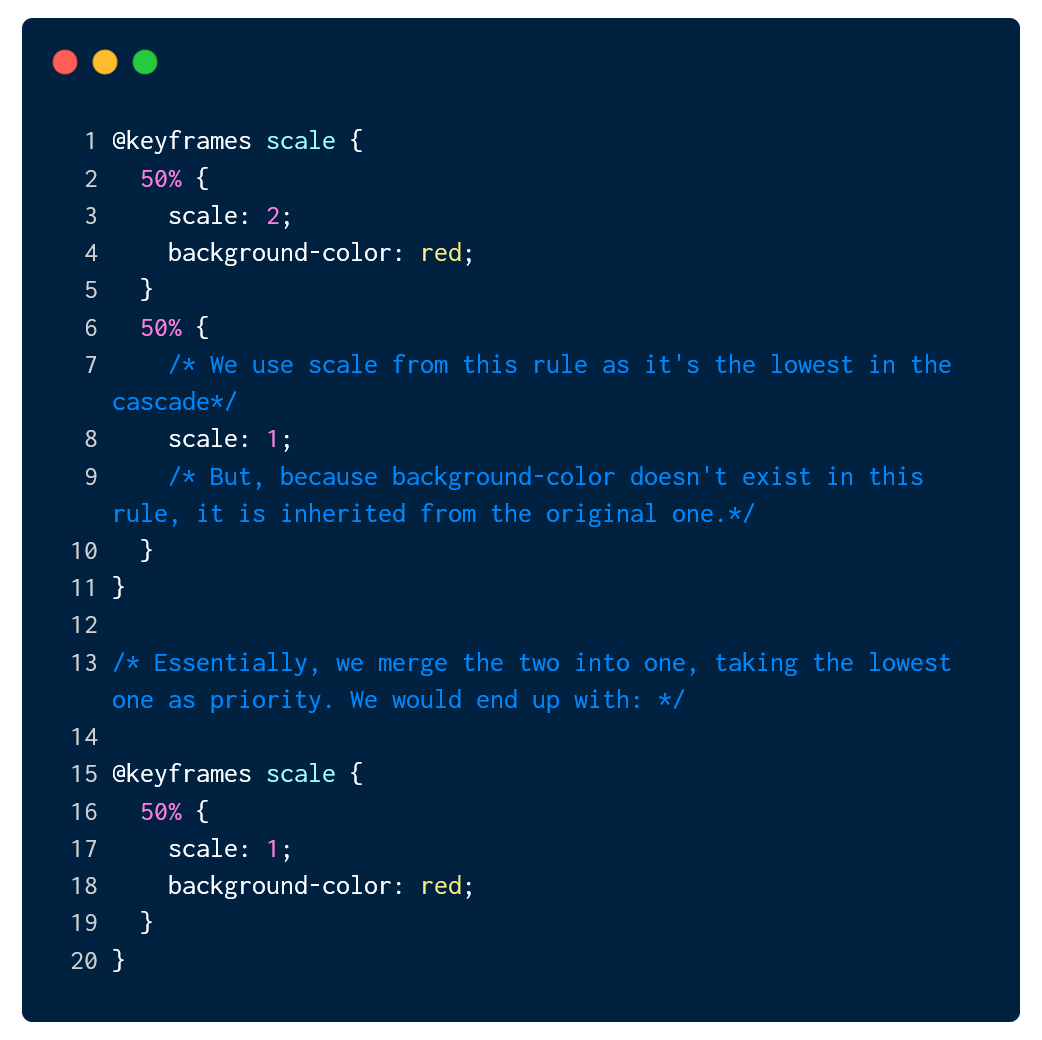 1 @keyframes scale {
2   50% {
3     scale: 2;
4     background-color: red;
5   }
6   50% {
7     /* We use scale from this rule as it's the lowest in the
cascade*/
8     scale: 1;
9     /* But, because background-color doesn't exist in this
rule, it is inherited from the original one.*/
10   }
11 }
12
13 /* Essentially, we merge the two into one, taking the lowest
one as priority. We would end up with: */
14
15 @keyframes scale {
16   50% {
17     scale: 1;
18     background-color: red;
19   }
20 }